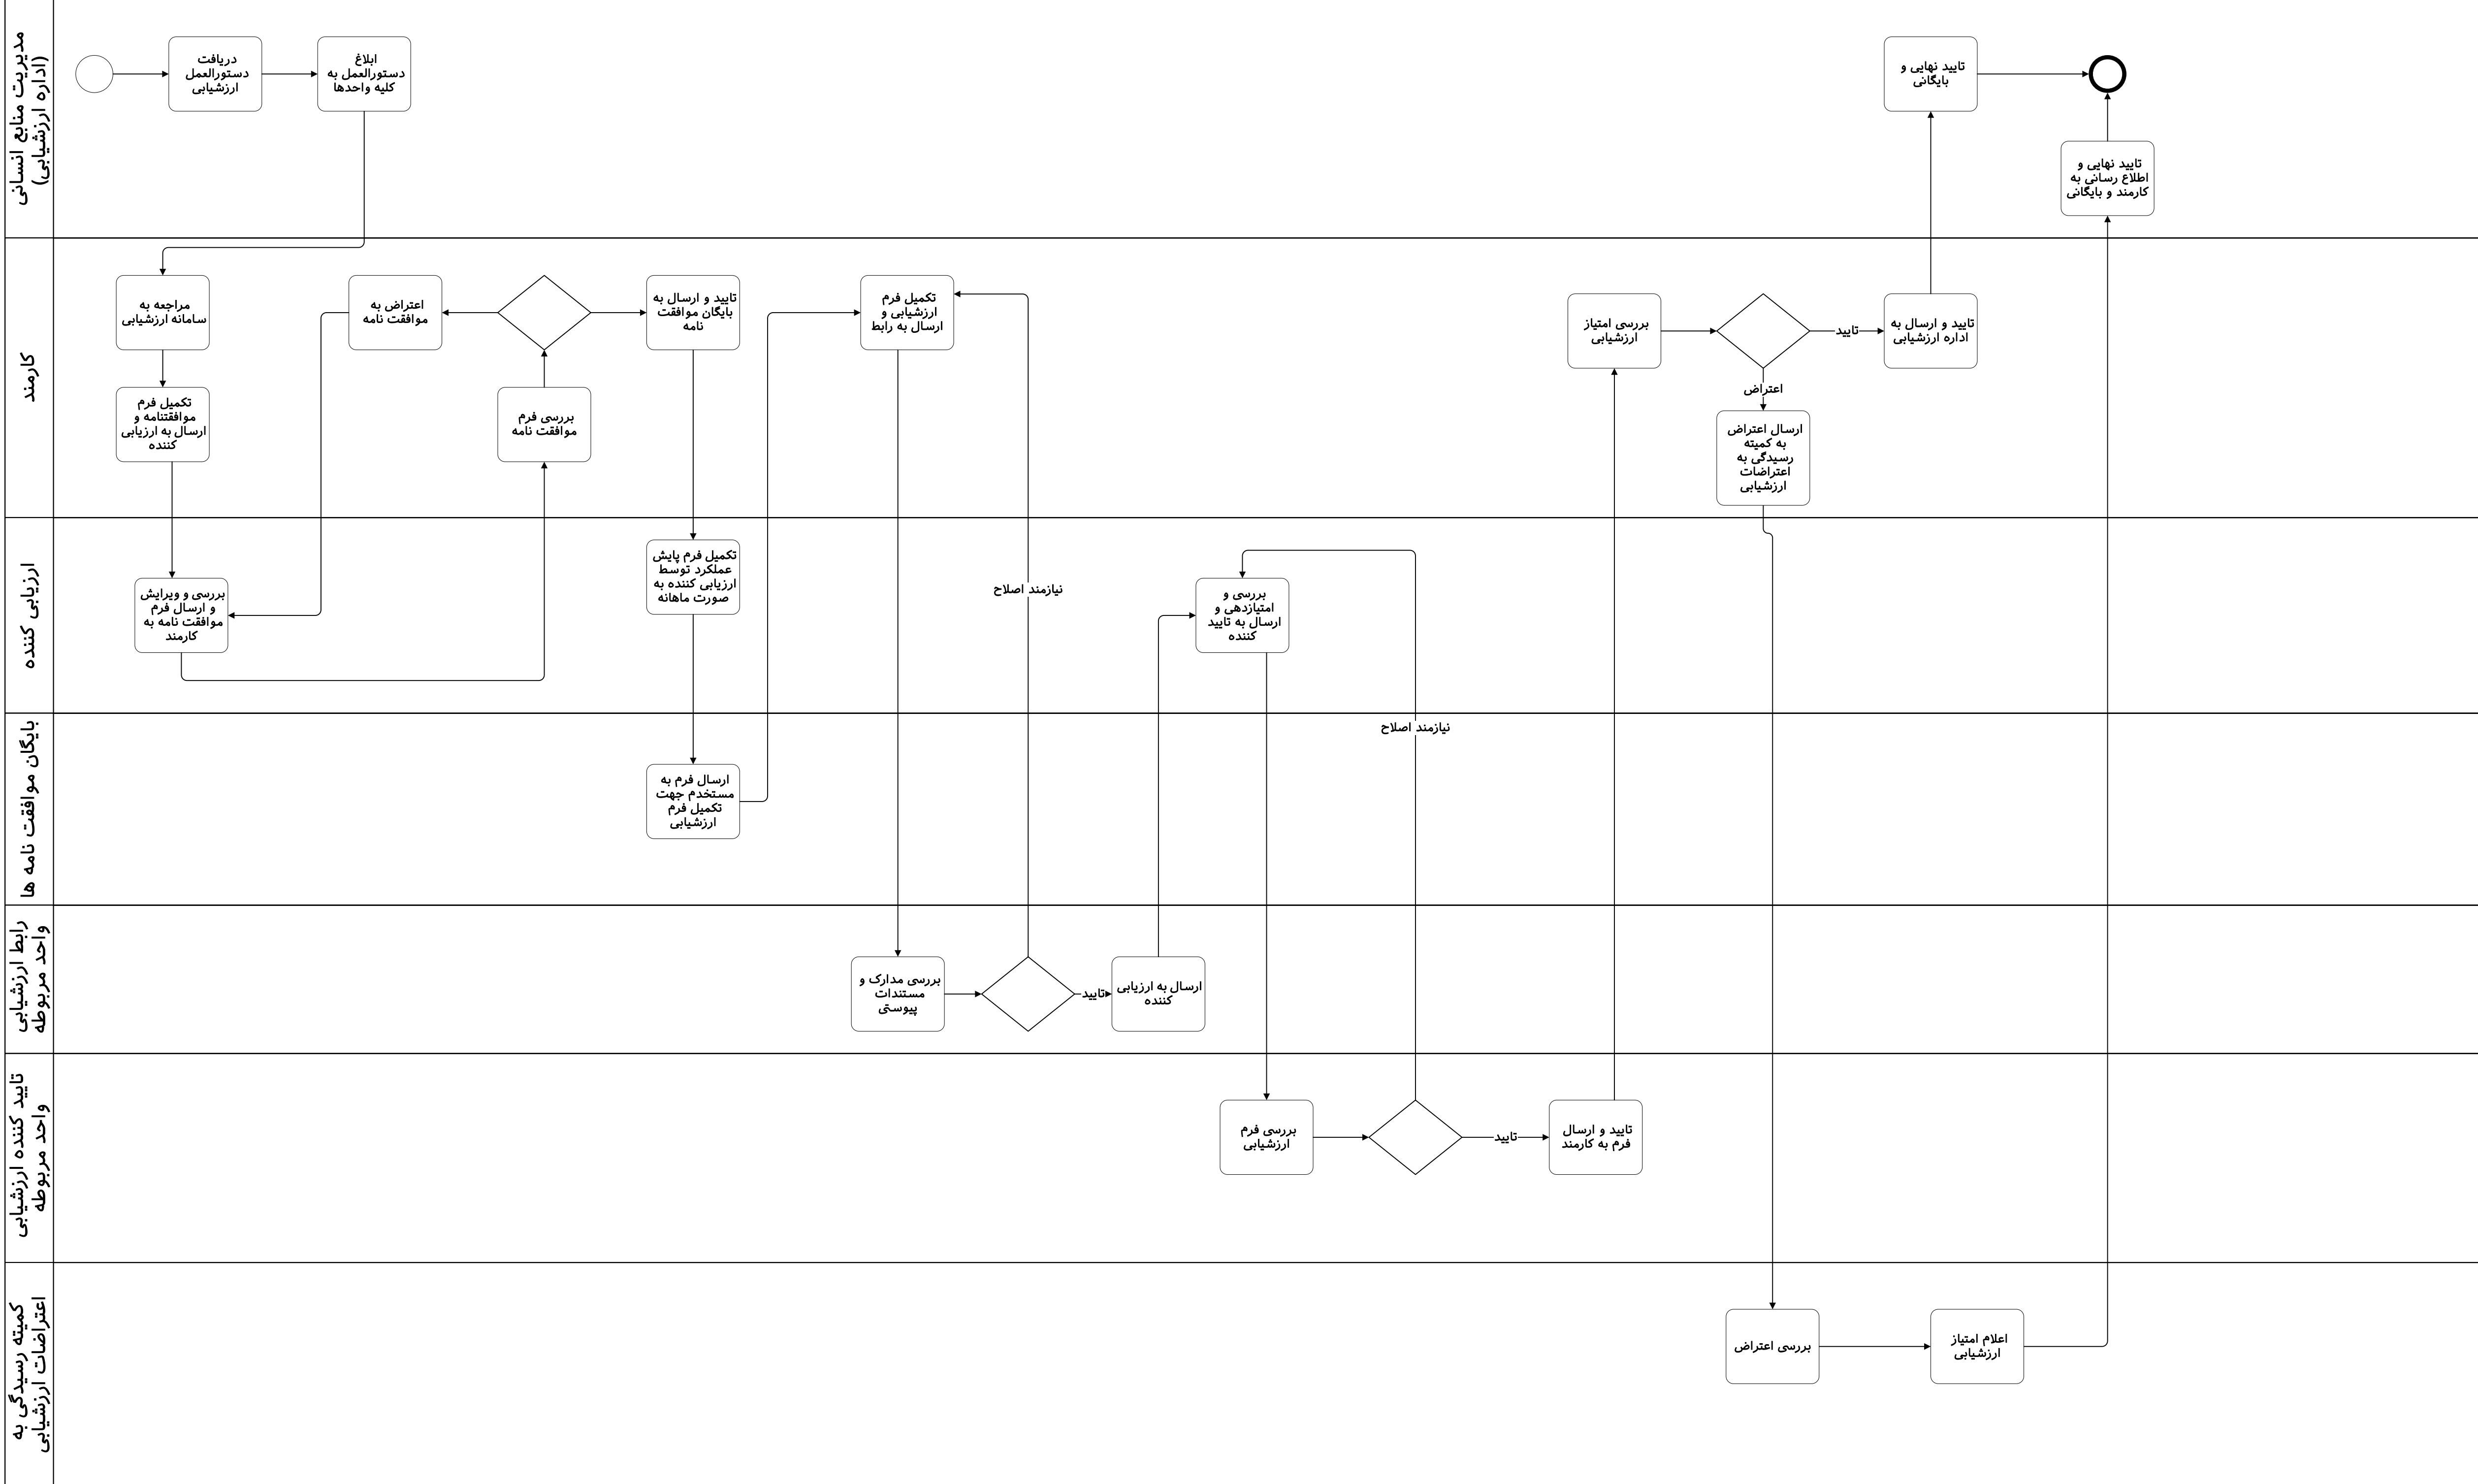 مدیریت منابع انسانی
(اداره ارزشیابی)
دریافت
دستورالعمل
ارزشیابی
ابلاغ
دستورالعمل به
کلیه واحدها
تایید نهایی و
بایگانی
تایید نهایی و
اطلاع رسانی به
کارمند و بایگانی
کارمند
مراجعه به
سامانه ارزشیابی
تکمیل فرم
موافقتنامه و
ارسال به ارزیابی
کننده
اعتراض به
موافقت نامه
بررسی فرم
موافقت نامه
تایید و ارسال به
بایگان موافقت
نامه
تکمیل فرم
ارزشیابی و
ارسال به رابط
بررسی امتیاز
ارزشیابی
تایید
تایید و ارسال به
اداره ارزشیابی
اعتراض
ارسال اعتراض
به کمیته
رسیدگی به
اعتراضات
ارزشیابی
ارزیابی کننده
بررسی و ویرایش
و ارسال فرم
موافقت نامه به
کارمند
تکمیل فرم پایش
عملکرد توسط
ارزیابی کننده به
صورت ماهانه
نیازمند اصلاح
بررسی و
امتیازدهی و
ارسال به تایید
کننده
بایگان موافقت نامه ها
نیازمند اصلاح
ارسال فرم به
مستخدم جهت
تکمیل فرم
ارزشیابی
رابط ارزشیابی
واحد مربوطه
بررسی مدارک و
مستندات
پیوستی
تایید
ارسال به ارزیابی
کننده
تایید کننده ارزشیابی
واحد مربوطه
بررسی فرم
ارزشیابی
تایید
تایید و ارسال
فرم به کارمند
کمیته رسیدگی به
اعتراضات ارزشیابی
بررسی اعتراض
اعلام امتیاز
ارزشیابی